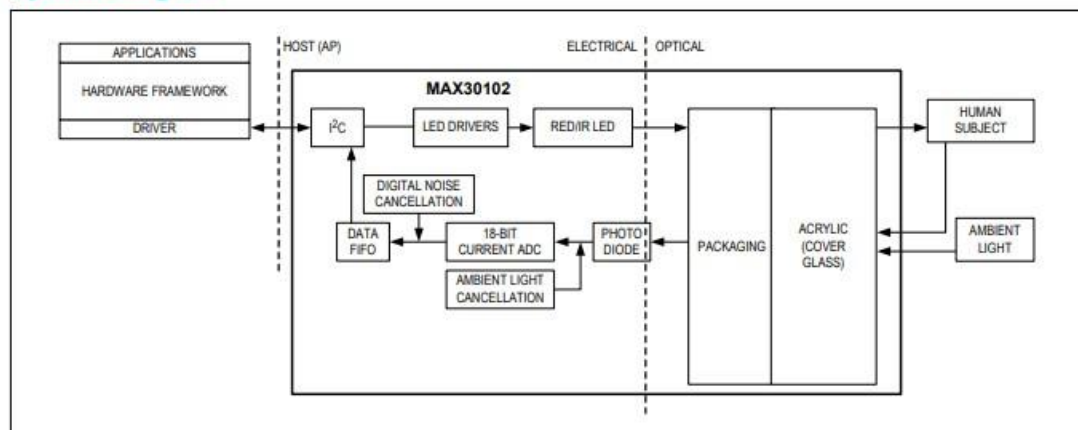 APPLICATIONS
HARDWARE FRAMEWORK
DRIVER
HOST (AP)
ELECTRICAL
OPTICAL
MAX30102
I²C
LED DRIVERS
RED/IR LED
HUMAN
SUBJECT
DIGITAL NOISE
CANCELLATION
DATA
FIFO
18-BIT
CURRENT ADC
PHOTO
DIODE
AMBIENT LIGHT
CANCELLATION
PACKAGING
ACRYLIC
(COVER
GLASS)
AMBIENT
LIGHT